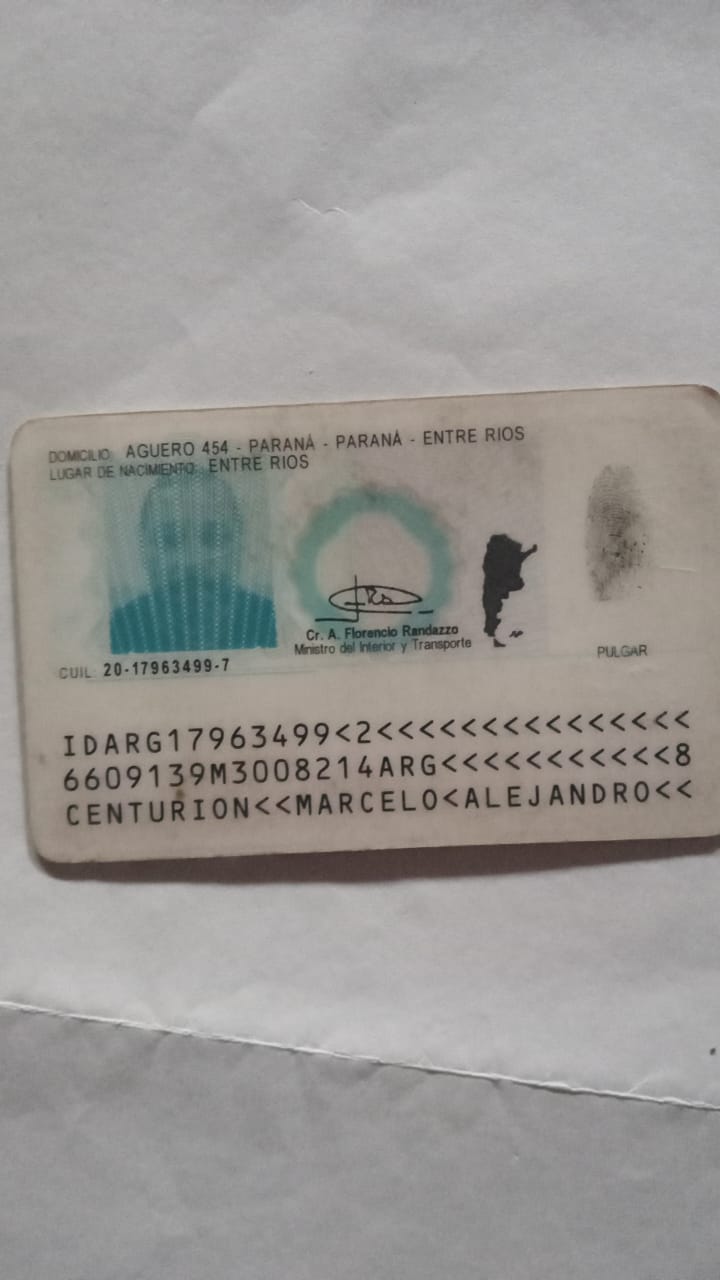 DOMICILIO: AGUERO 454 - PARANÁ - PARANÁ - ENTRE RIOS
LUGAR DE NACIMIENTO: ENTRE RIOS
Cr. A. Florencio Randazzo
Ministro del Interior y Transporte
PULGAR
CUIL: 20-17963499-7
IDARG17963499<2<<<<<<<<<<<<<<<
6609139M3008214ARG<<<<<<<<<<<8
CENTURION<<MARCELO<ALEJANDRO<<